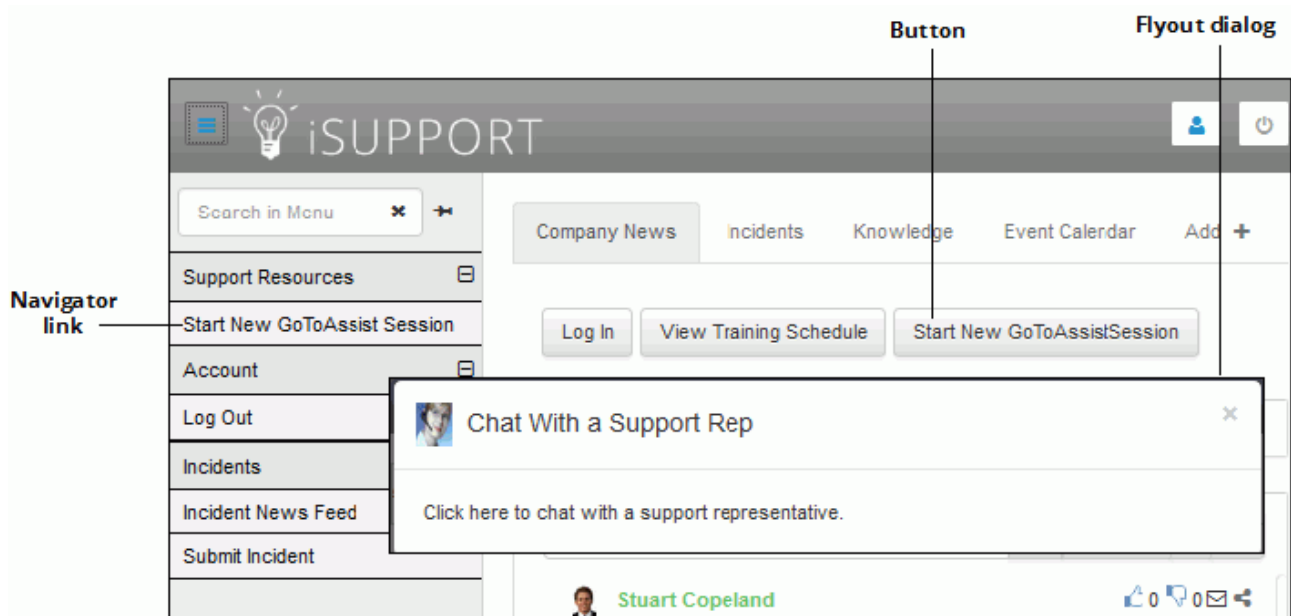 Button
Flyout dialog
iSUPPORT
Search in Menu
Company News Incidents Knowledge Event Calendar Add +
Support Resources
Navigator
link
Start New GoToAssist Session
Log In View Training Schedule Start New GoToAssistSession
Account
Log Out
Chat With a Support Rep
Incidents
Incident News Feed
Click here to chat with a support representative.
Submit Incident
Stuart Copeland
0 0